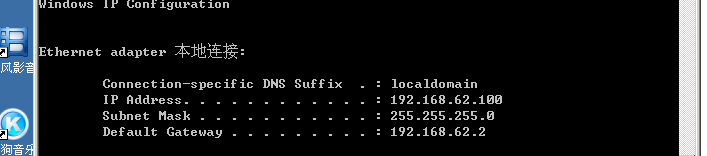 Windows IP Configuration
Ethernet adapter 本地连接:
Connection-specific DNS Suffix  . : localdomain
IP Address. . . . . . . . . . . . : 192.168.62.100
Subnet Mask . . . . . . . . . . . : 255.255.255.0
Default Gateway . . . . . . . . . : 192.168.62.2
风影音
狗音乐